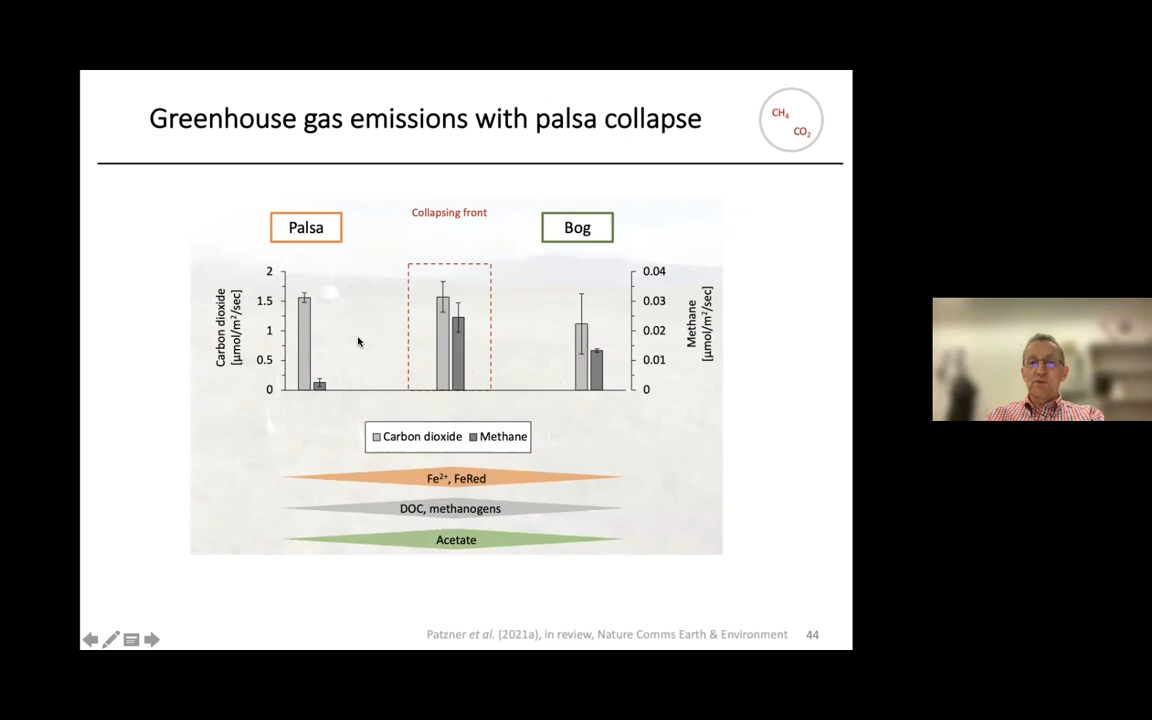 Greenhouse gas emissions with palsa collapse
CH4
CO2
Palsa
Collapsing front
Bog
Carbon dioxide
[µmol/m²/sec]
2
1.5
1
0.5
0
0.04
0.03
0.02
0.01
0
Methane
[µmol/m²/sec]
Carbon dioxide Methane
Fe²⁺, FeRed
DOC, methanogens
Acetate
Patzner et al. (2021a), in review, Nature Comms Earth & Environment 44